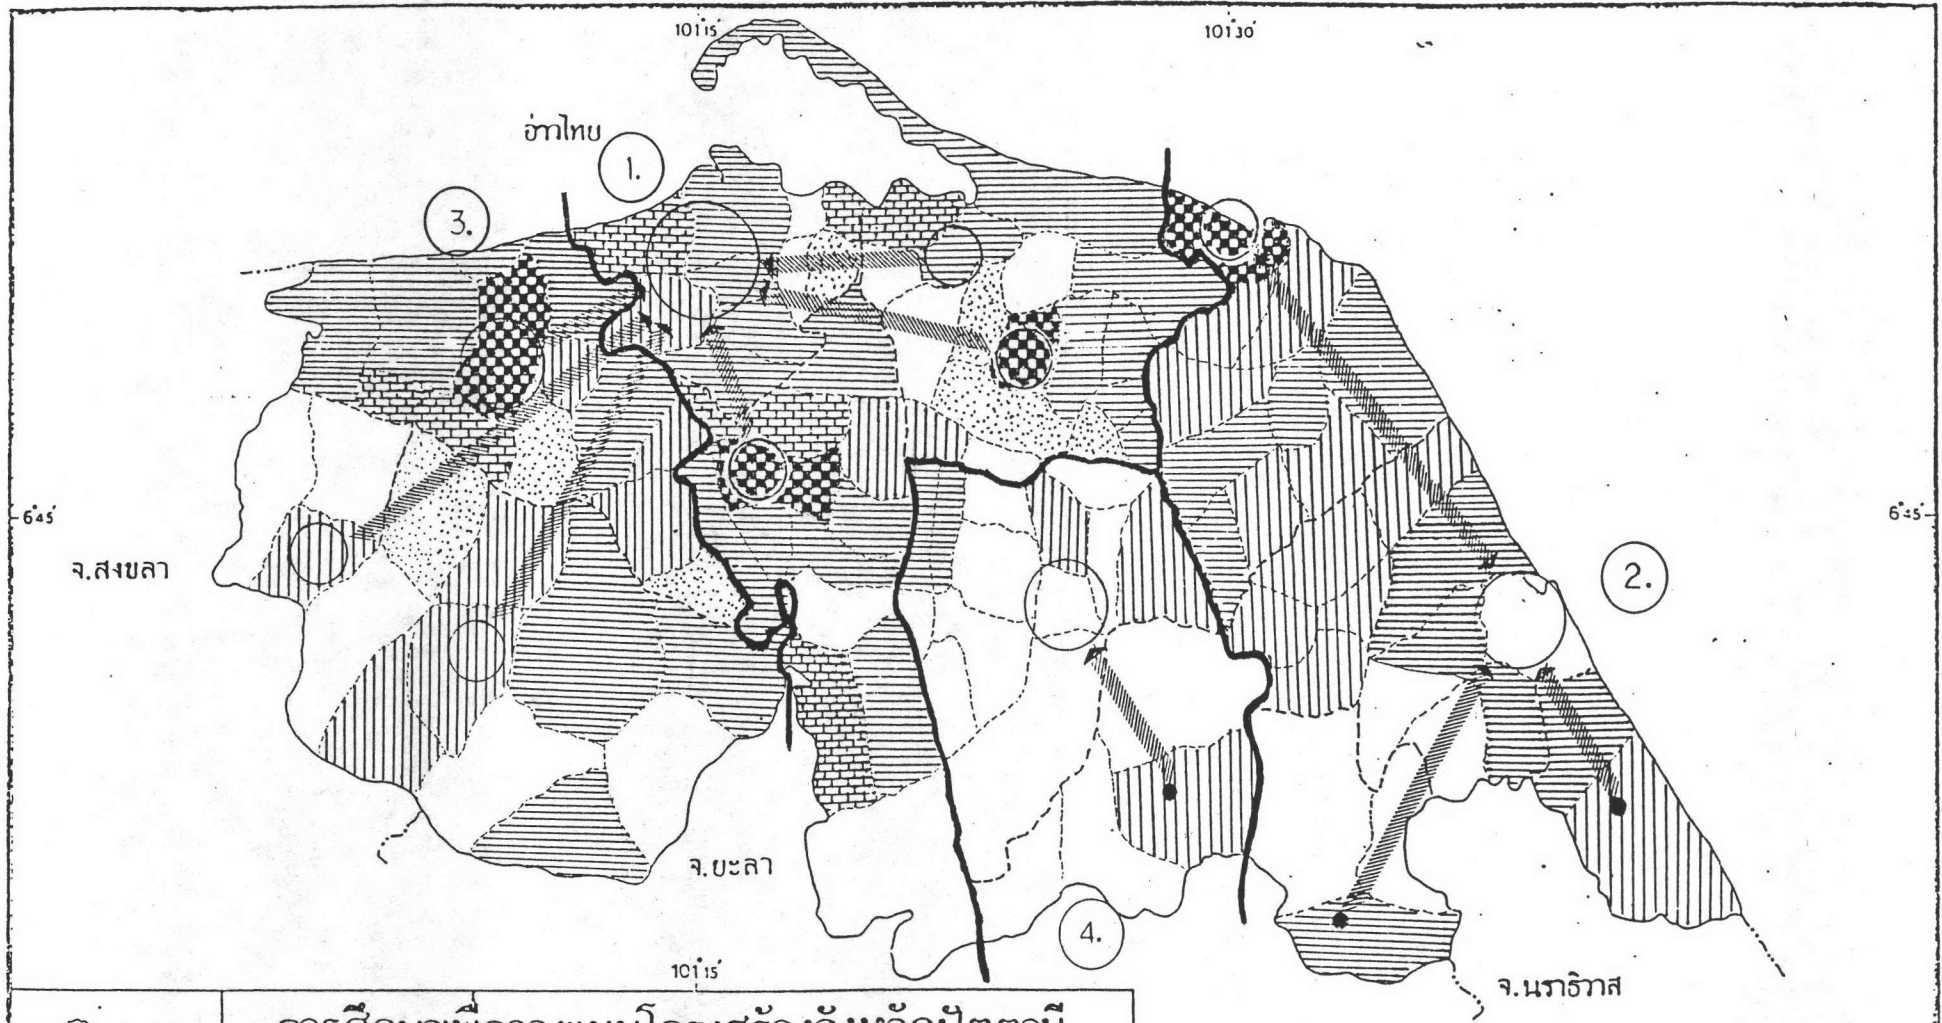 101°15′
101°30′
อ่าวไทย
1.
3.
6°45′
6°45′
จ.สงขลา
2.
จ.ยะลา
4.
101°15′
จ.นราธิวาส
การศึกษาเพื่อวางแผนโครงสร้างจังหวัดปัตตานี